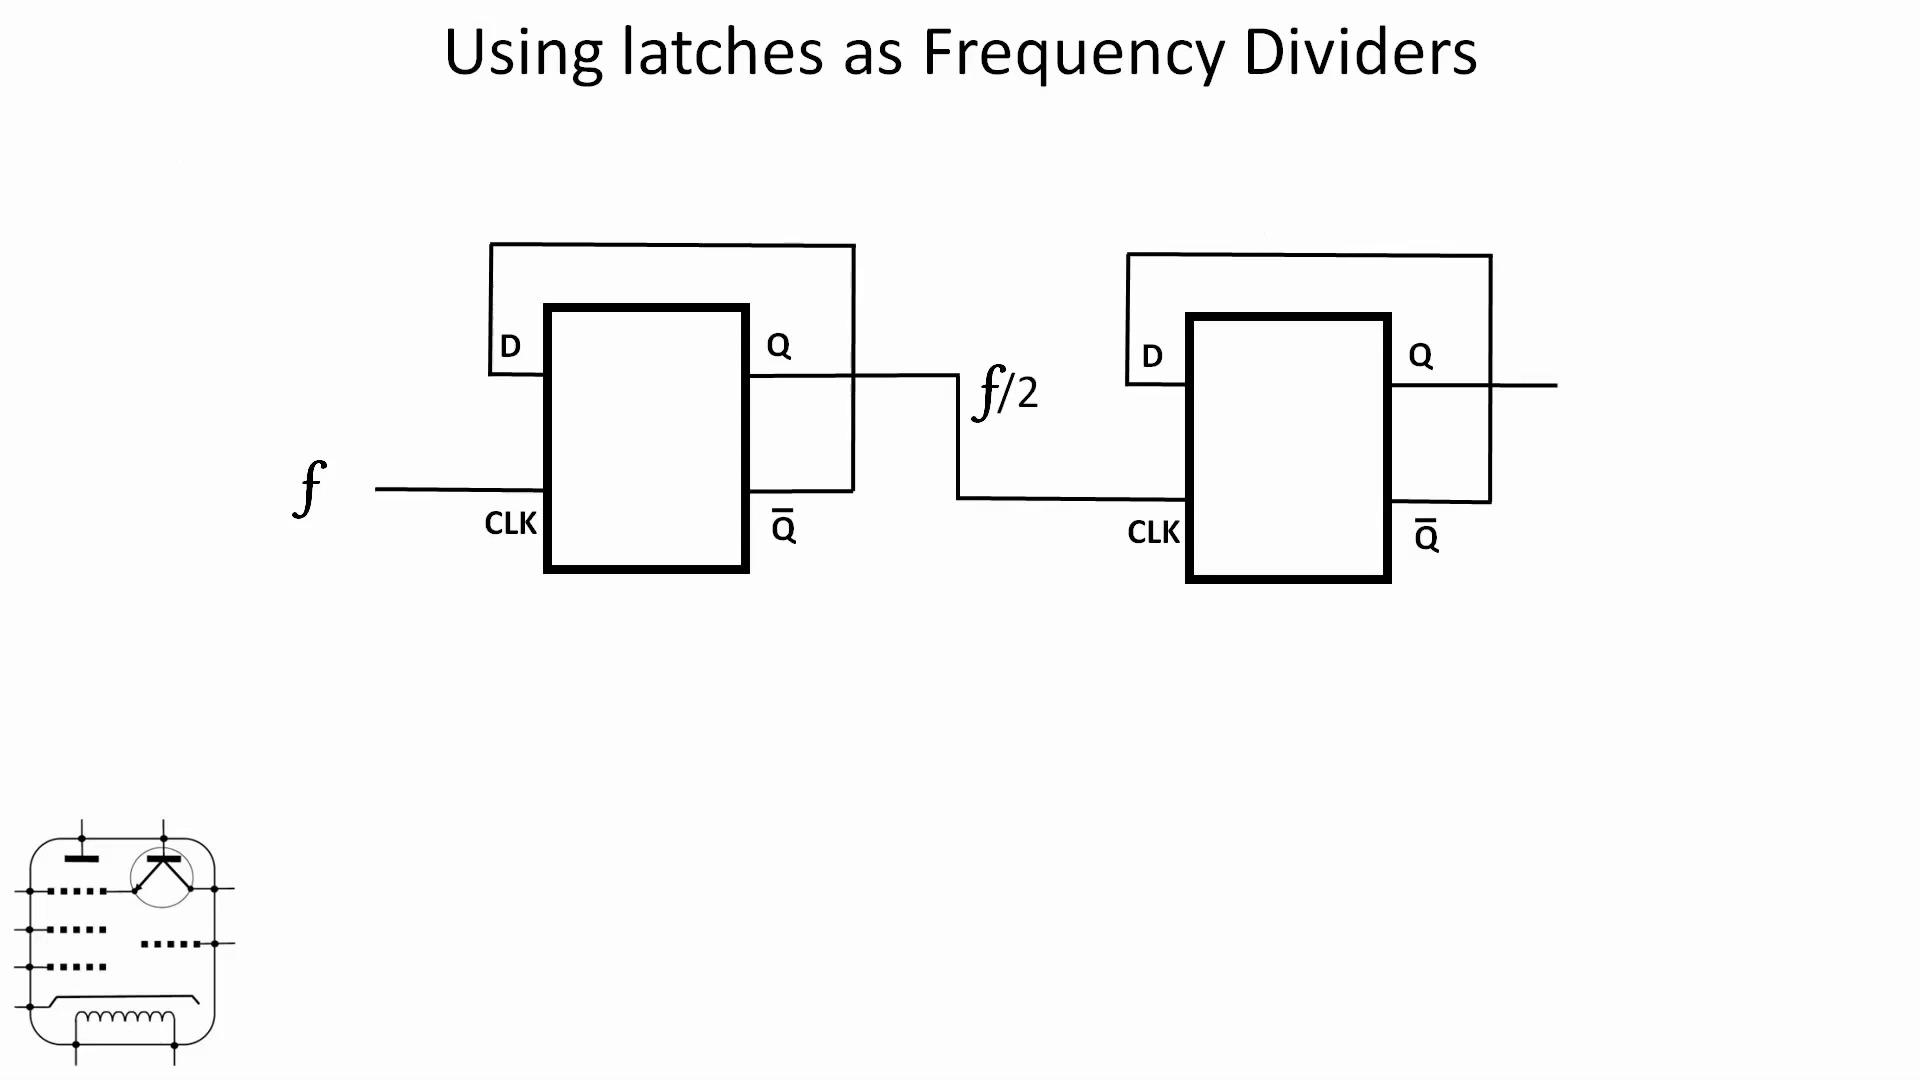 Using latches as Frequency Dividers
D
Q
f
CLK
Q̅
f/2
D
Q
CLK
Q̅